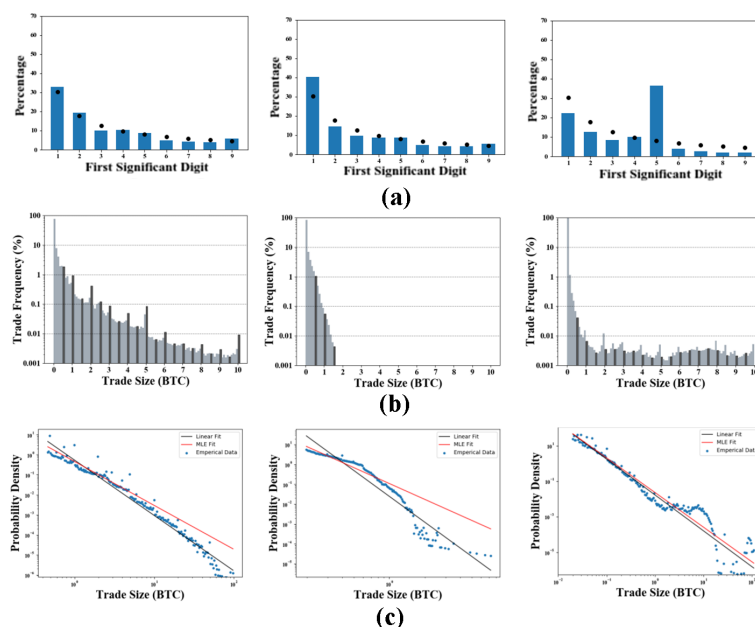 70
60
50
40
30
20
10
0
Percentage
1 2 3 4 5 6 7 8 9
First Significant Digit
70
60
50
40
30
20
10
0
Percentage
1 2 3 4 5 6 7 8 9
First Significant Digit
70
60
50
40
30
20
10
0
Percentage
1 2 3 4 5 6 7 8 9
First Significant Digit
(a)
100
10
1
0.1
0.01
0.001
Trade Frequency (%)
0 1 2 3 4 5 6 7 8 9 10
Trade Size (BTC)
100
10
1
0.1
0.01
0.001
Trade Frequency (%)
0 1 2 3 4 5 6 7 8 9 10
Trade Size (BTC)
100
10
1
0.1
0.01
0.001
Trade Frequency (%)
0 1 2 3 4 5 6 7 8 9 10
Trade Size (BTC)
(b)
Probability Density
Linear Fit
MLE Fit
Emperical Data
Trade Size (BTC)
Probability Density
Linear Fit
MLE Fit
Emperical Data
Trade Size (BTC)
Probability Density
Linear Fit
MLE Fit
Emperical Data
Trade Size (BTC)
(c)